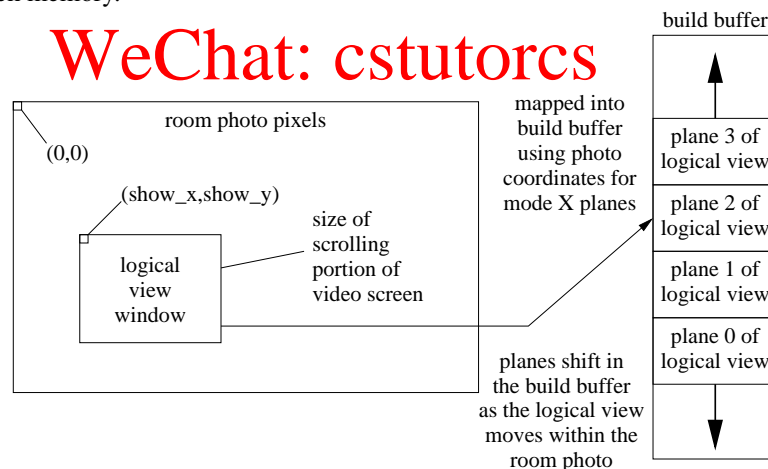 build buffer
WeChat: cstutorcs
room photo pixels
(0,0)
(show_x,show_y)
size of
scrolling
portion of
video screen
logical
view
window
mapped into
build buffer
using photo
coordinates for
mode X planes
plane 3 of
logical view
plane 2 of
logical view
plane 1 of
logical view
plane 0 of
logical view
planes shift in
the build buffer
as the logical view
moves within the
room photo